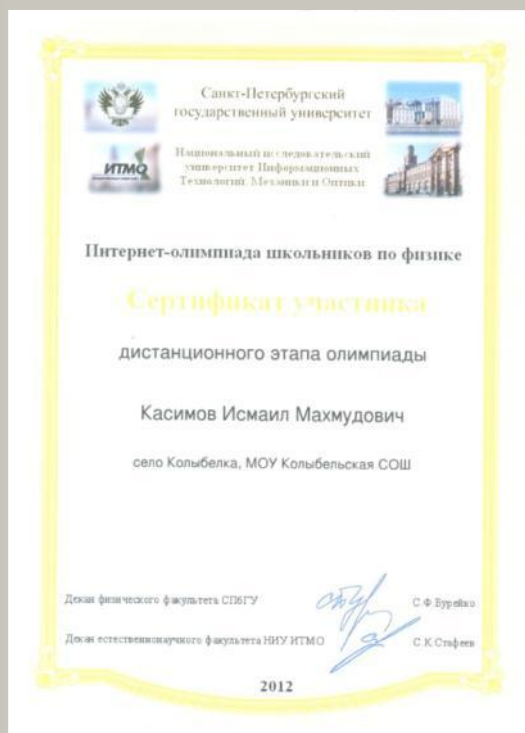 Санкт-Петербургский
государственный университет
ИТМО
Национальный исследовательский
университет Информационных
Технологий, Механики и Оптики
Интернет-олимпиада школьников по физике
Сертификат участника
дистанционного этапа олимпиады
Касимов Исмаил Махмудович
село Колыбелка, МОУ Колыбельская СОШ
Декан физического факультета СПбГУ
С.Ф Бурейко
Декан естественнонаучного факультета НИУ ИТМО
С.К Стафеев
2012